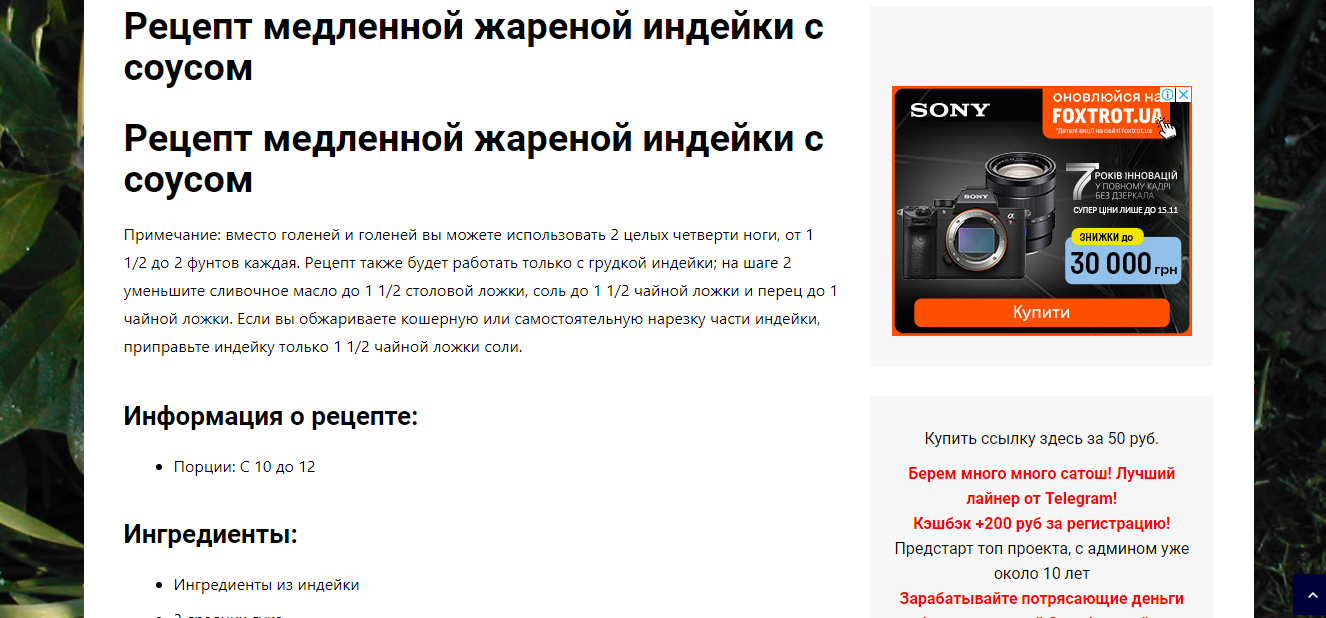 Рецепт медленной жареной индейки с
соусом
Рецепт медленной жареной индейки с
соусом
Примечание: вместо голеней и голеней вы можете использовать 2 целых четверти ноги, от 1
1/2 до 2 фунтов каждая. Рецепт также будет работать только с грудкой индейки; на шаге 2
уменьшите сливочное масло до 1 1/2 столовой ложки, соль до 1 1/2 чайной ложки и перец до 1
чайной ложки. Если вы обжариваете кошерную или самостоятельную нарезку части индейки,
приправьте индейку только 1 1/2 чайной ложки соли.
Информация о рецепте:
Порции: С 10 до 12
Ингредиенты:
Ингредиенты из индейки
SONY
ОНОВЛЮЙСЯ НА
FOXTROT.UA
*Деталі акції на сайті foxtrot.ua
7 РОКІВ ІННОВАЦІЙ
У ПОВНОМУ КАДРІ
БЕЗ ДЗЕРКАЛА
СУПЕР ЦІНИ ЛИШЕ ДО 15.11
SONY
ЗНИЖКИ до
30 000 грн
Купити
Купить ссылку здесь за 50 руб.
Берем много много сатош! Лучший
лайнер от Telegram!
Кэшбэк +200 руб за регистрацию!
Предстарт топ проекта, с админом уже
около 10 лет
Зарабатывайте потрясающие деньги